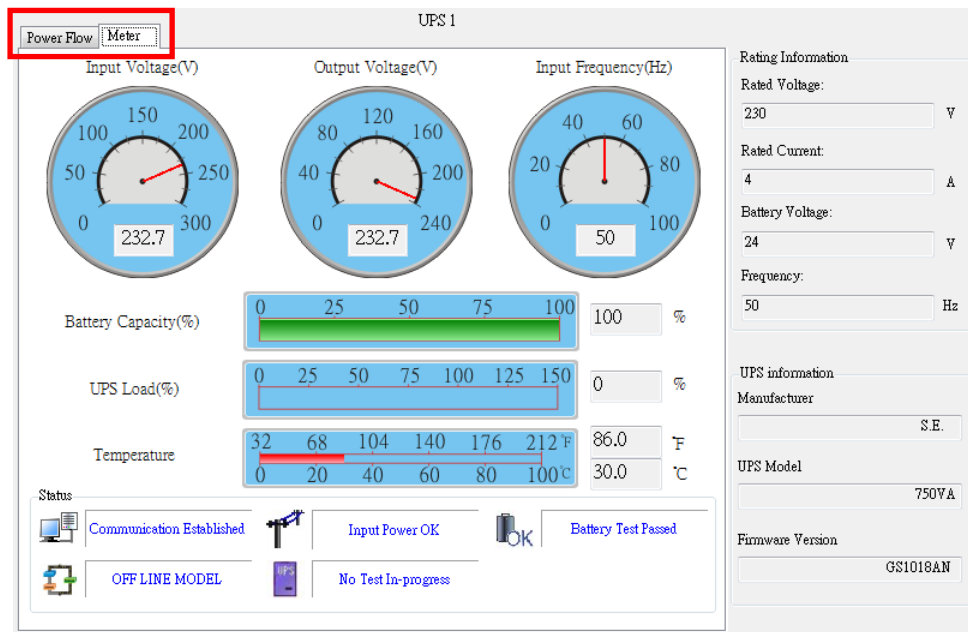 UPS 1
Power Flow Meter
Input Voltage(V) Output Voltage(V) Input Frequency(Hz)
0 50 100 150 200 250 300
232.7
0 40 80 120 160 200 240
232.7
0 20 40 60 80 100
50
Battery Capacity(%) 0 25 50 75 100 100 %
UPS Load(%) 0 25 50 75 100 125 150 0 %
Temperature
32 68 104 140 176 212 °F 86.0 °F
0 20 40 60 80 100 °C 30.0 °C
Status
Communication Established Input Power OK OK Battery Test Passed
OFF LINE MODEL UPS No Test In-progress
Rating Information
Rated Voltage:
230 V
Rated Current:
4 A
Battery Voltage:
24 V
Frequency:
50 Hz
UPS information
Manufacturer
S.E.
UPS Model
750VA
Firmware Version
GS1018AN